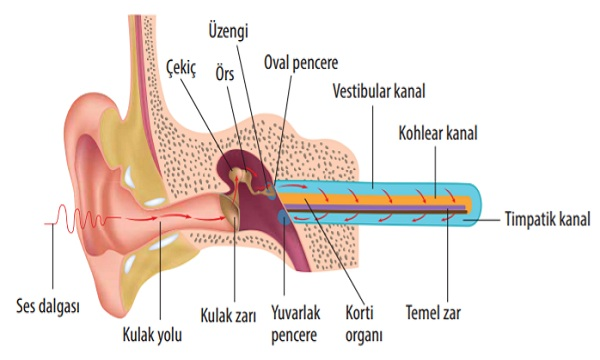 Üzengi
Çekiç
Örs
Oval pencere
Vestibular kanal
Kohlear kanal
Timpatik kanal
Ses dalgası
Kulak yolu
Kulak zarı
Yuvarlak
pencere
Korti
organı
Temel zar